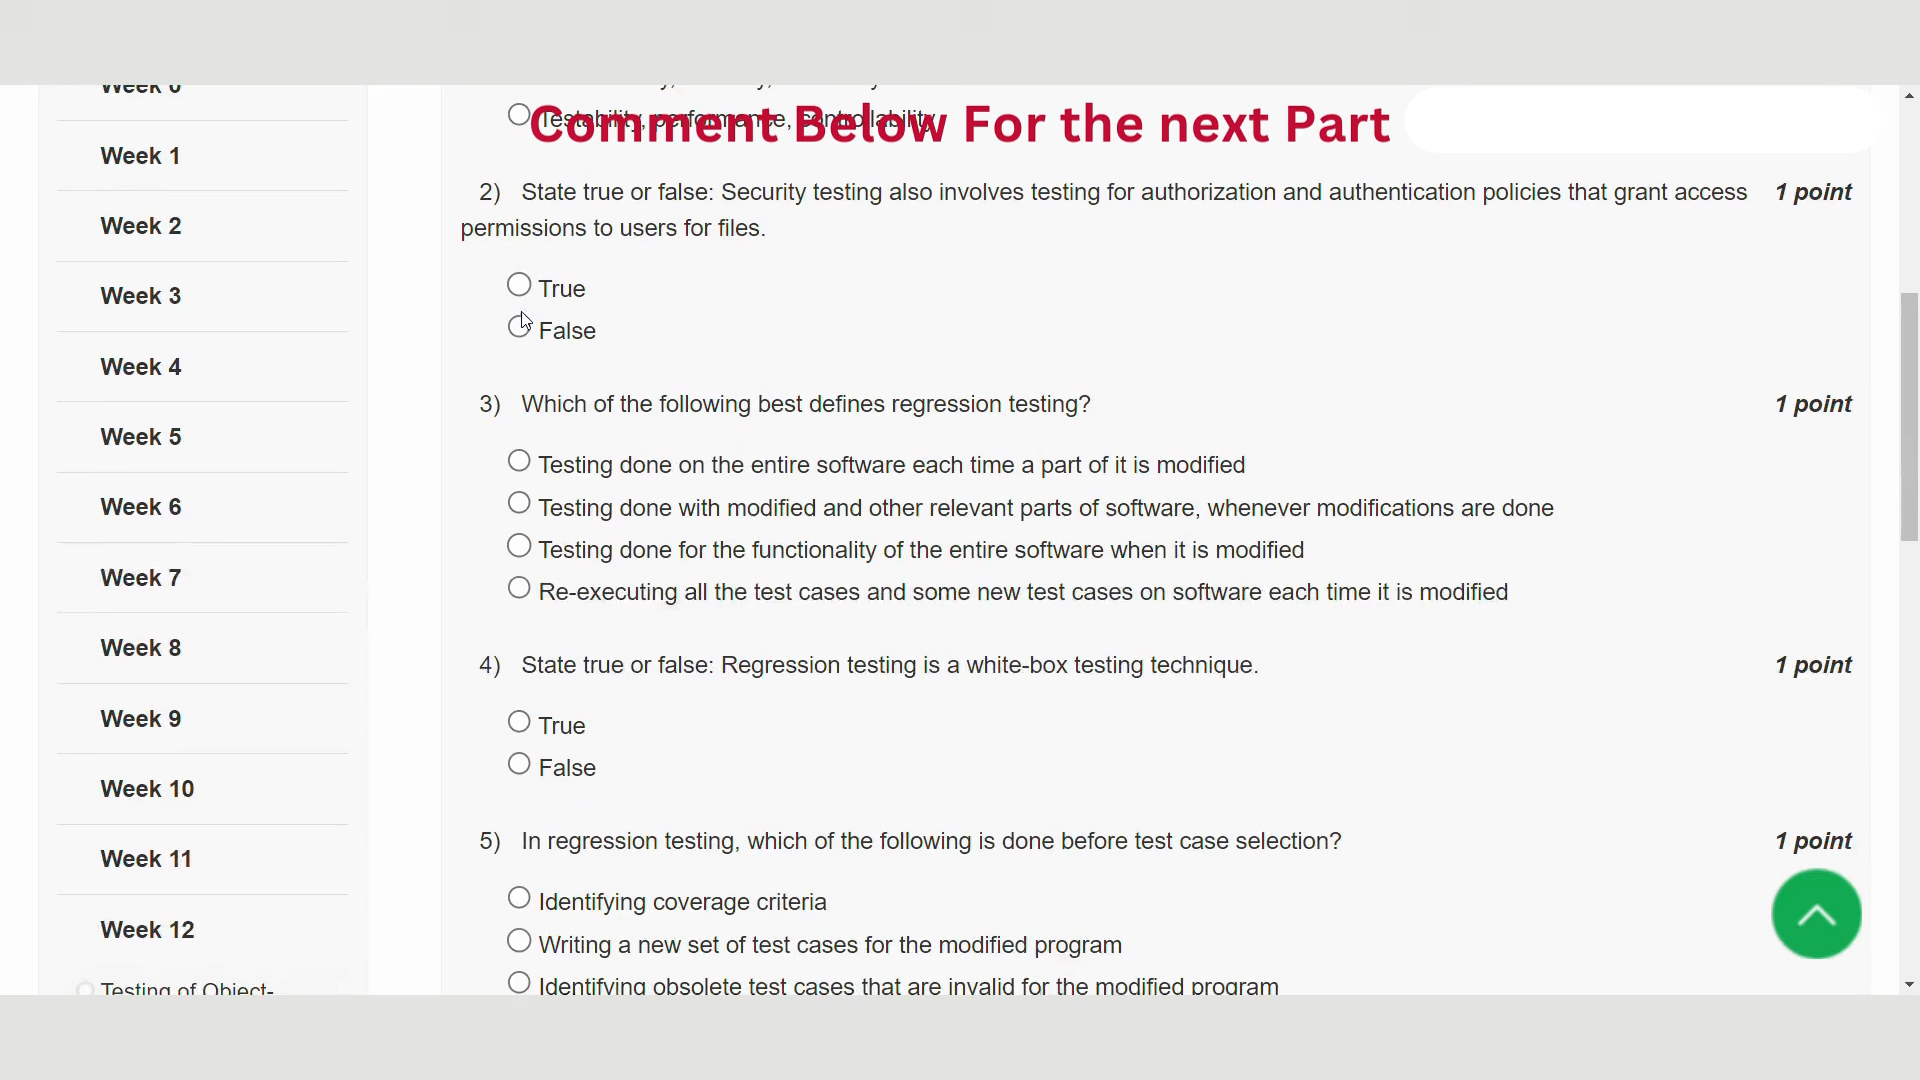 Week 0
Week 1
Week 2
Week 3
Week 4
Week 5
Week 6
Week 7
Week 8
Week 9
Week 10
Week 11
Week 12
Testing of Object-
Testability, performance, controllability
Comment Below For the next Part
2) State true or false: Security testing also involves testing for authorization and authentication policies that grant access 1 point
permissions to users for files.
True
False
3) Which of the following best defines regression testing? 1 point
Testing done on the entire software each time a part of it is modified
Testing done with modified and other relevant parts of software, whenever modifications are done
Testing done for the functionality of the entire software when it is modified
Re-executing all the test cases and some new test cases on software each time it is modified
4) State true or false: Regression testing is a white-box testing technique. 1 point
True
False
5) In regression testing, which of the following is done before test case selection? 1 point
Identifying coverage criteria
Writing a new set of test cases for the modified program
Identifying obsolete test cases that are invalid for the modified program